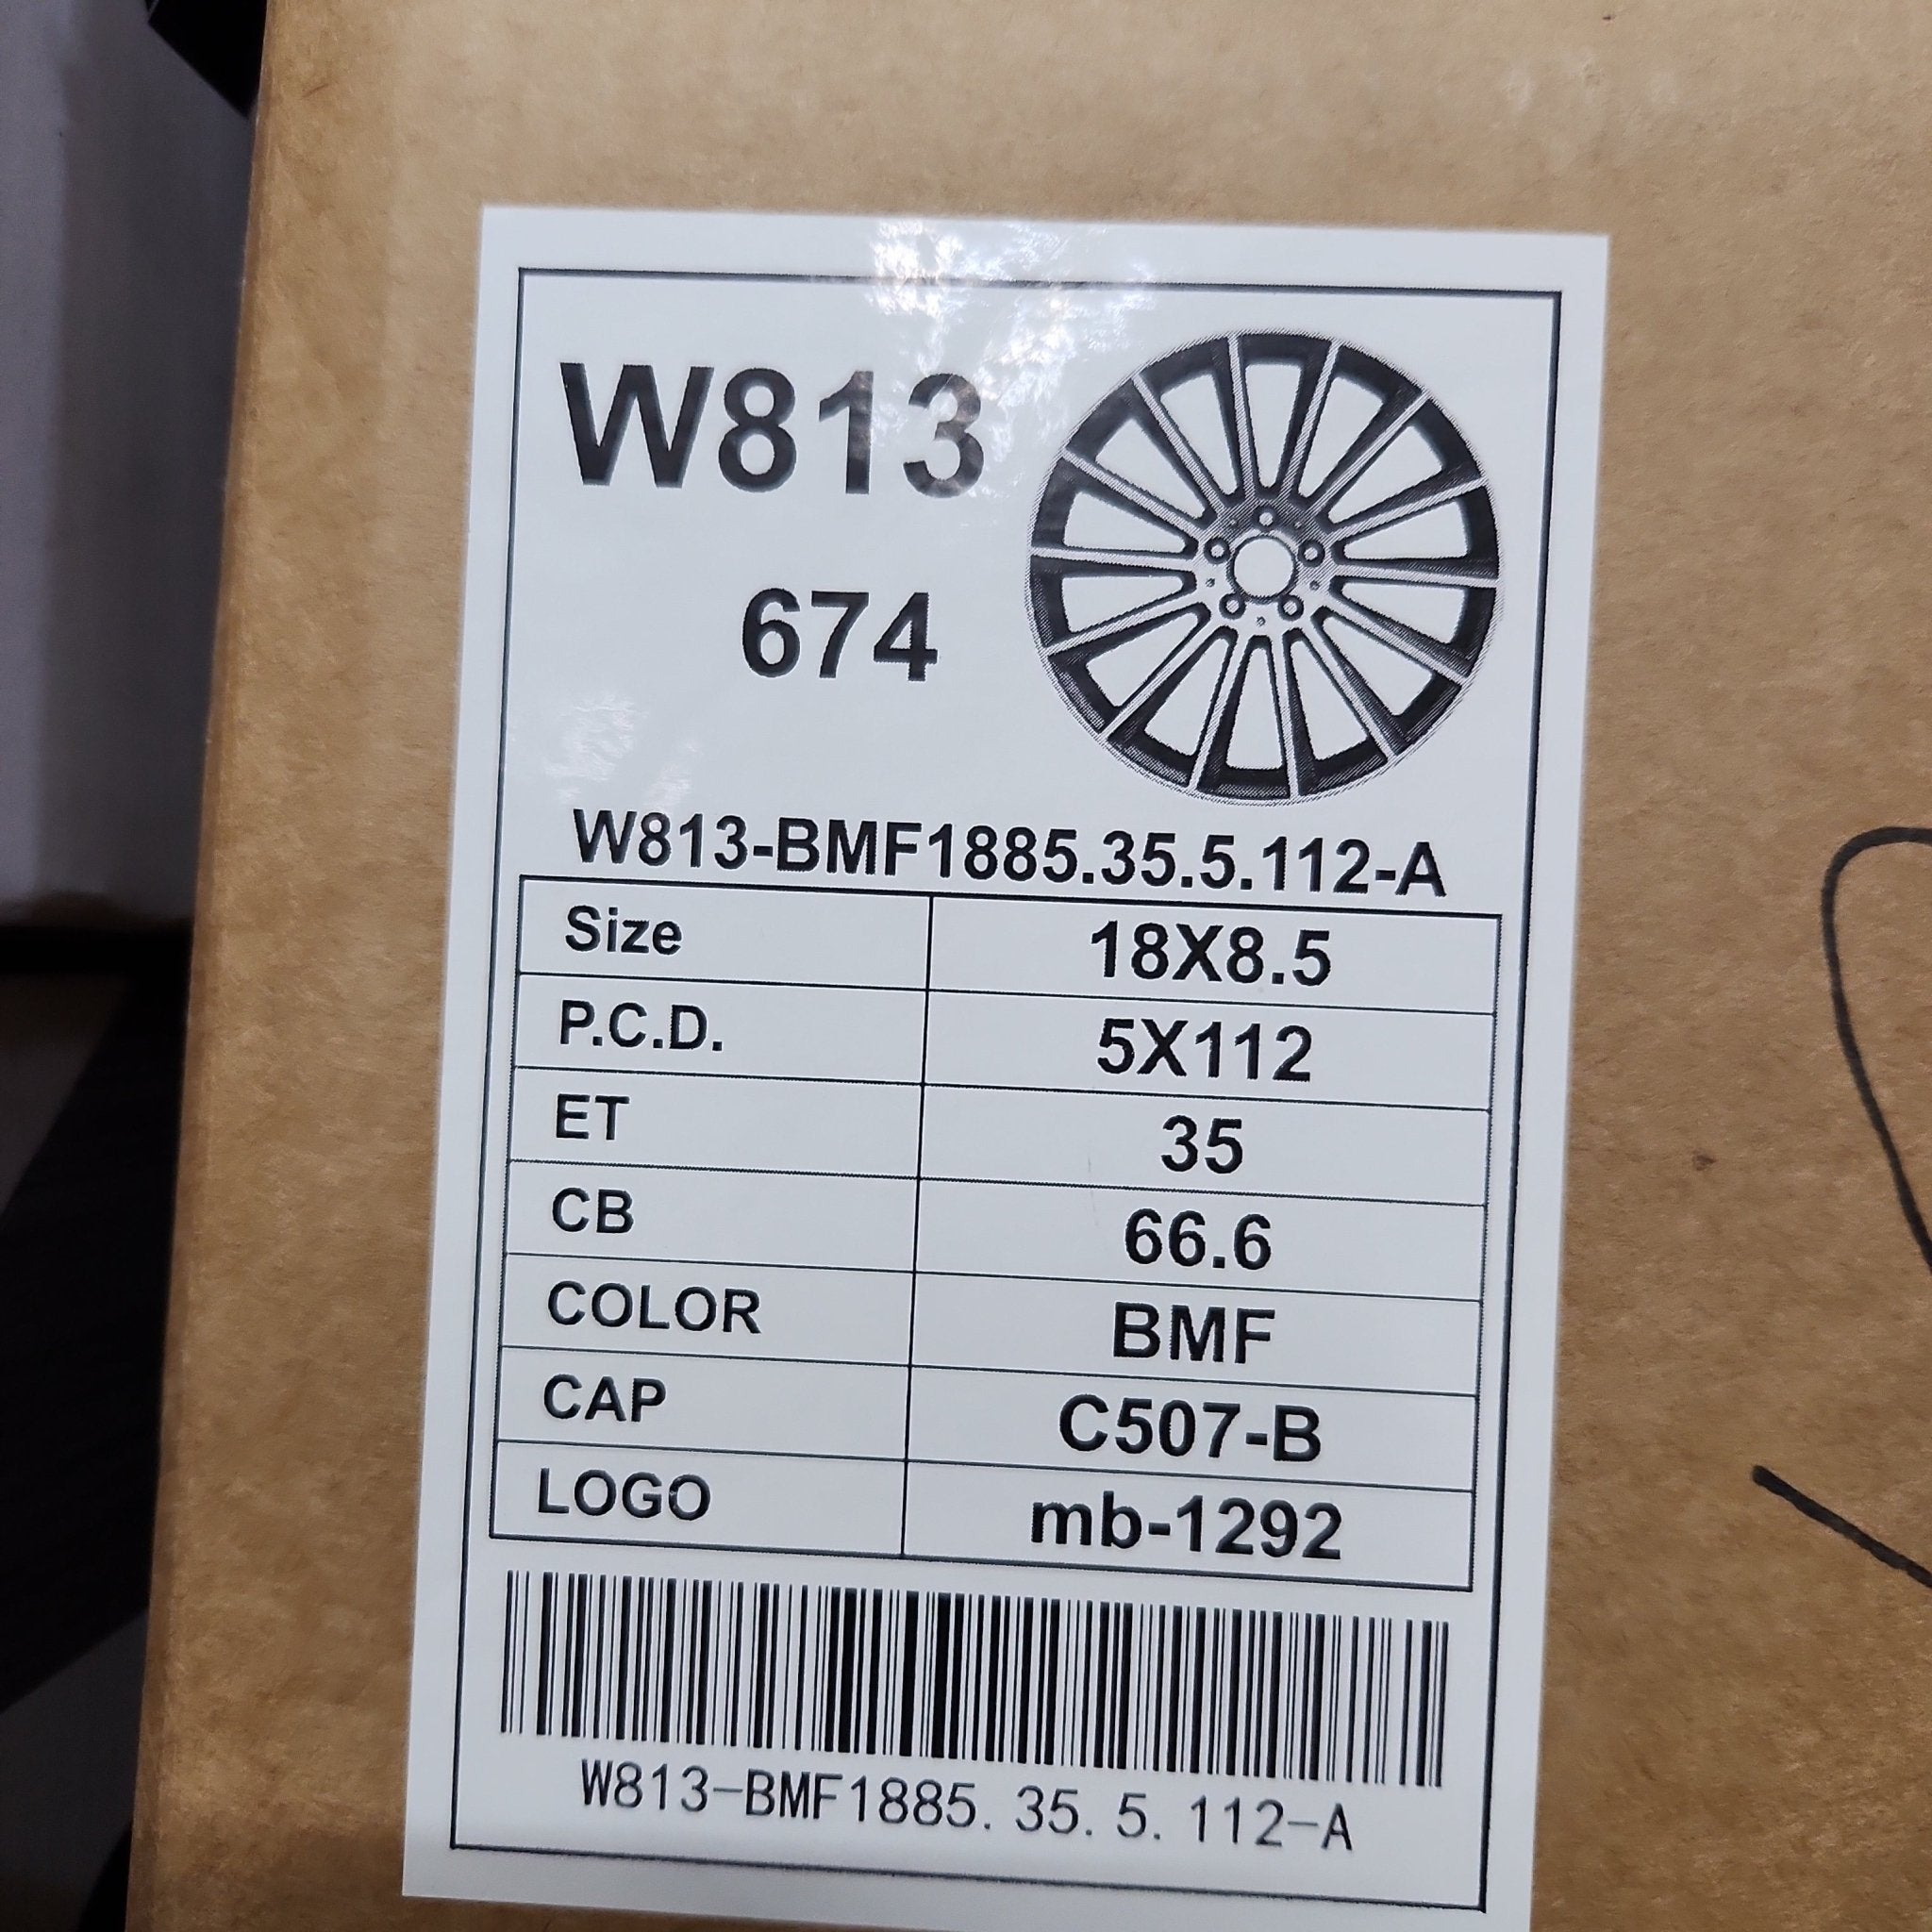 W813
674
W813-BMF1885.35.5.112-A
Size 18X8.5
P.C.D. 5X112
ET 35
CB 66.6
COLOR BMF
CAP C507-B
LOGO mb-1292
W813-BMF1885.35.5.112-A